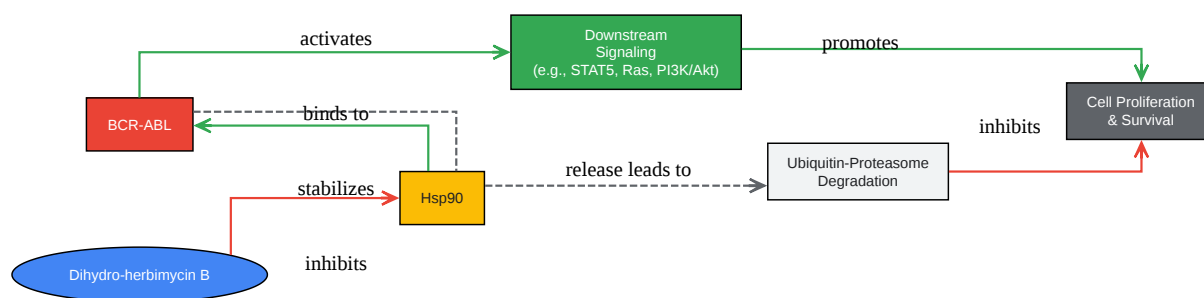 activates
Downstream
Signaling
(e.g., STAT5, Ras, PI3K/Akt)
promotes
BCR-ABL
binds to
Cell Proliferation
& Survival
inhibits
stabilizes
Hsp90
release leads to
Ubiquitin-Proteasome
Degradation
Dihydro-herbimycin B
inhibits